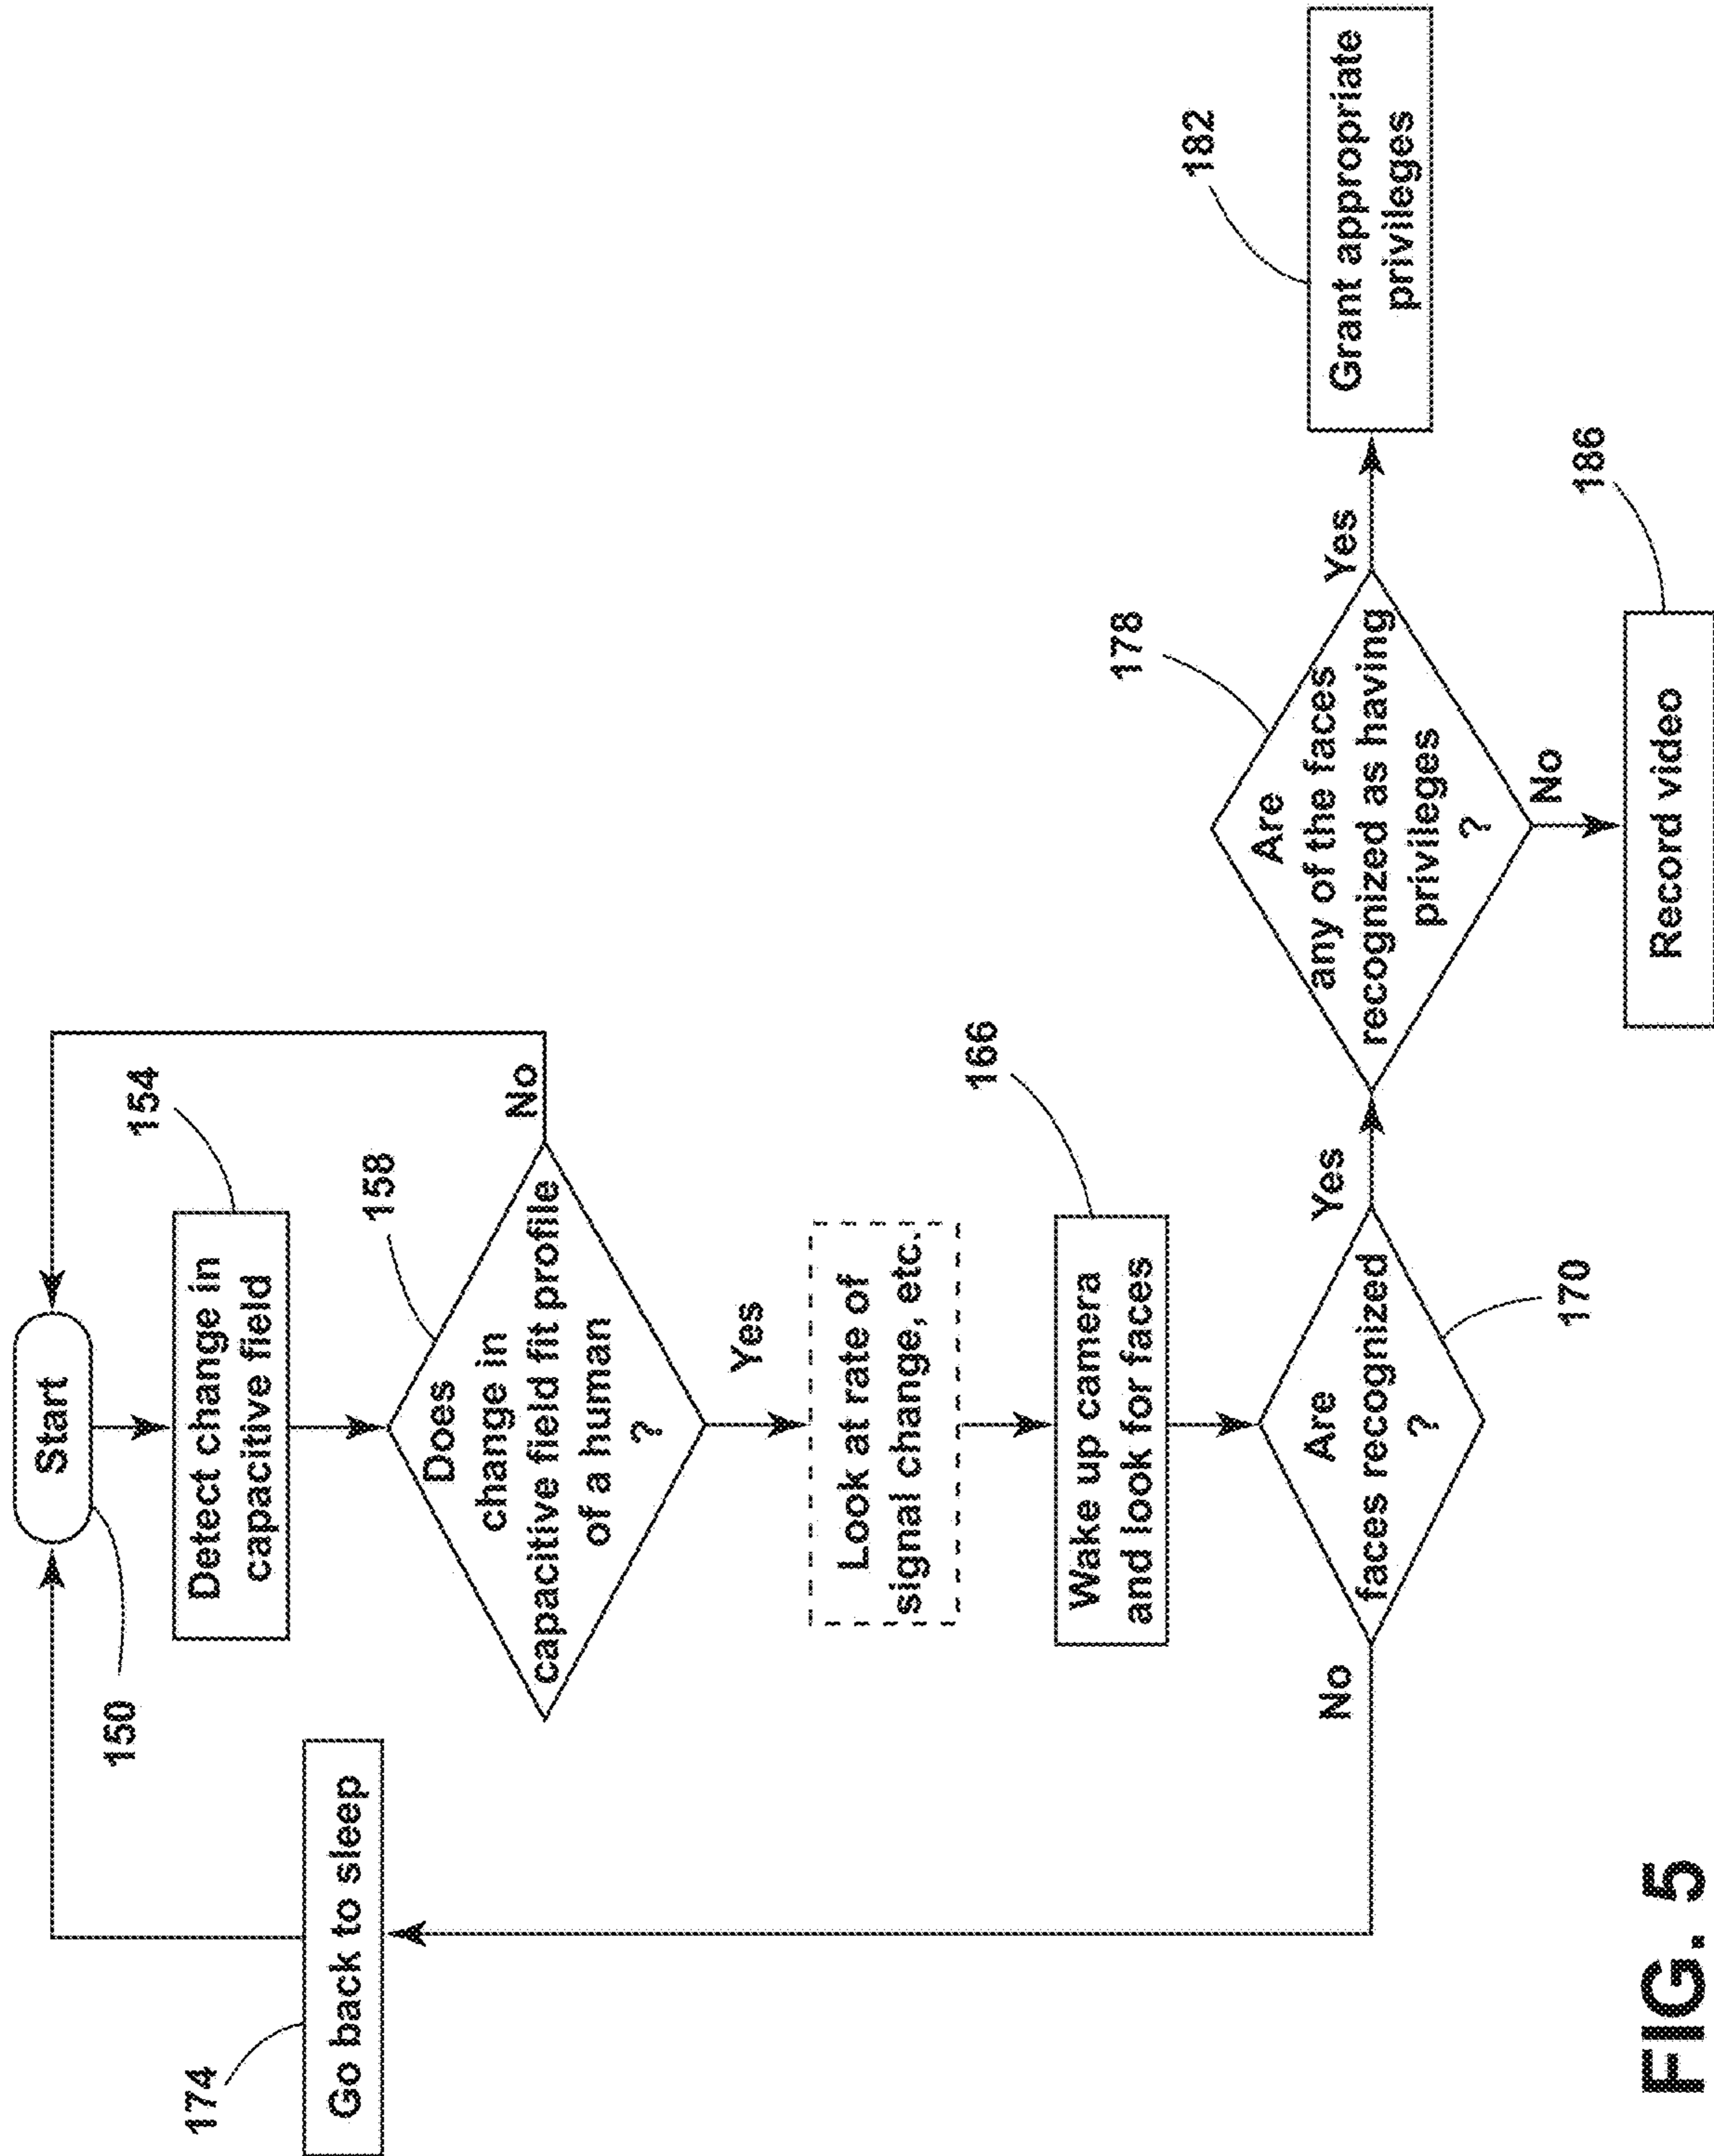 Start
150
Detect change in
capacitive field
154
Does
change in
capacitive field fit profile
of a human
?
158
No
Yes
Look at rate of
signal change, etc.
Wake up camera
and look for faces
166
Are
faces recognized
?
170
No
Go back to sleep
174
Yes
Are
any of the faces
recognized as having
privileges
?
178
Yes
Grant appropriate
privileges
182
No
Record video
186
FIG. 5